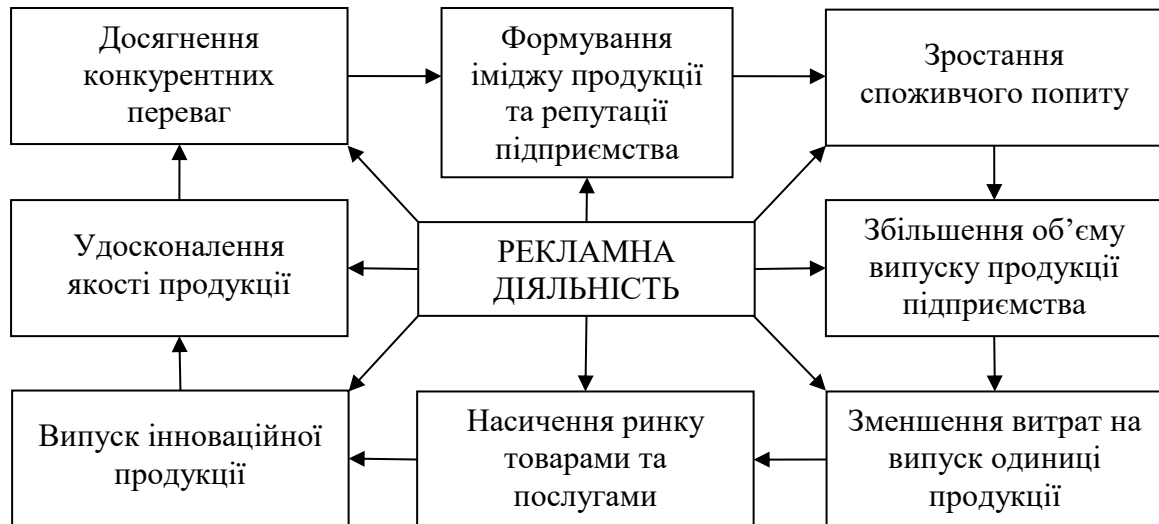 Досягнення
конкурентних
переваг
Формування
іміджу продукції
та репутації
підприємства
Зростання
споживчого попиту
Удосконалення
якості продукції
РЕКЛАМНА
ДІЯЛЬНІСТЬ
Збільшення об’єму
випуску продукції
підприємства
Випуск інноваційної
продукції
Насичення ринку
товарами та
послугами
Зменшення витрат на
випуск одиниці
продукції